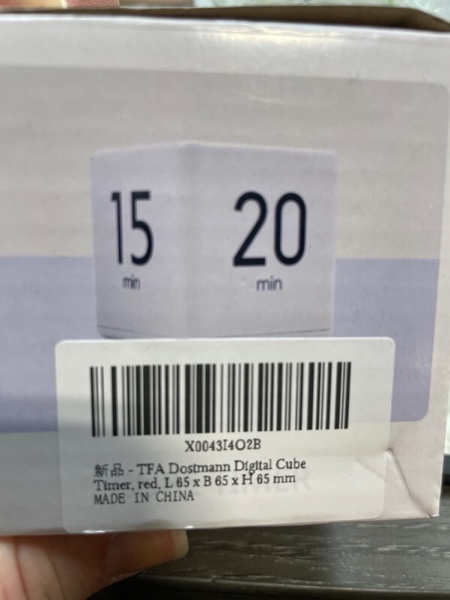 15 20
min min
X0043I4O2B
新品 - TFA Dostmann Digital Cube
Timer, red, L 65 x B 65 x H 65 mm
MADE IN CHINA